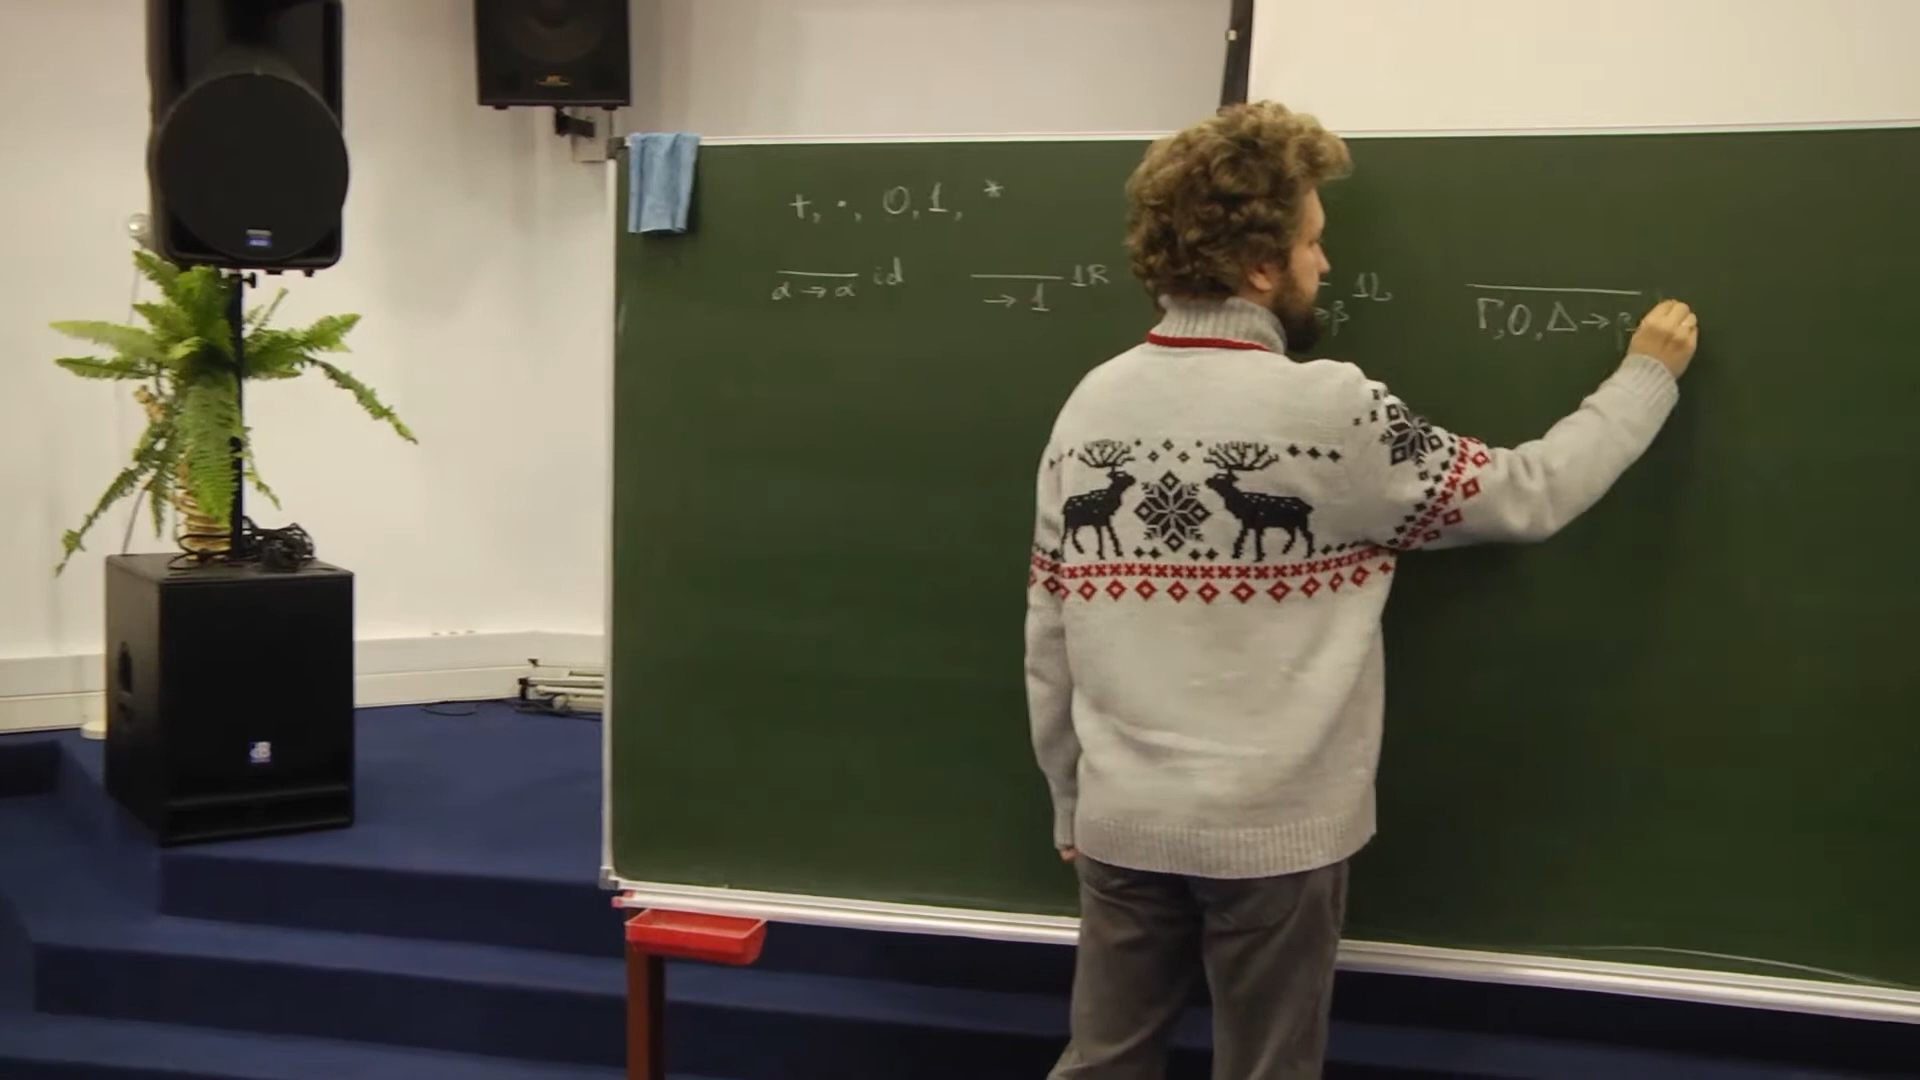 +, ·, 0, 1, *
α → α id
→ 1 1R
→ β 1L
Γ, 0, Δ → β